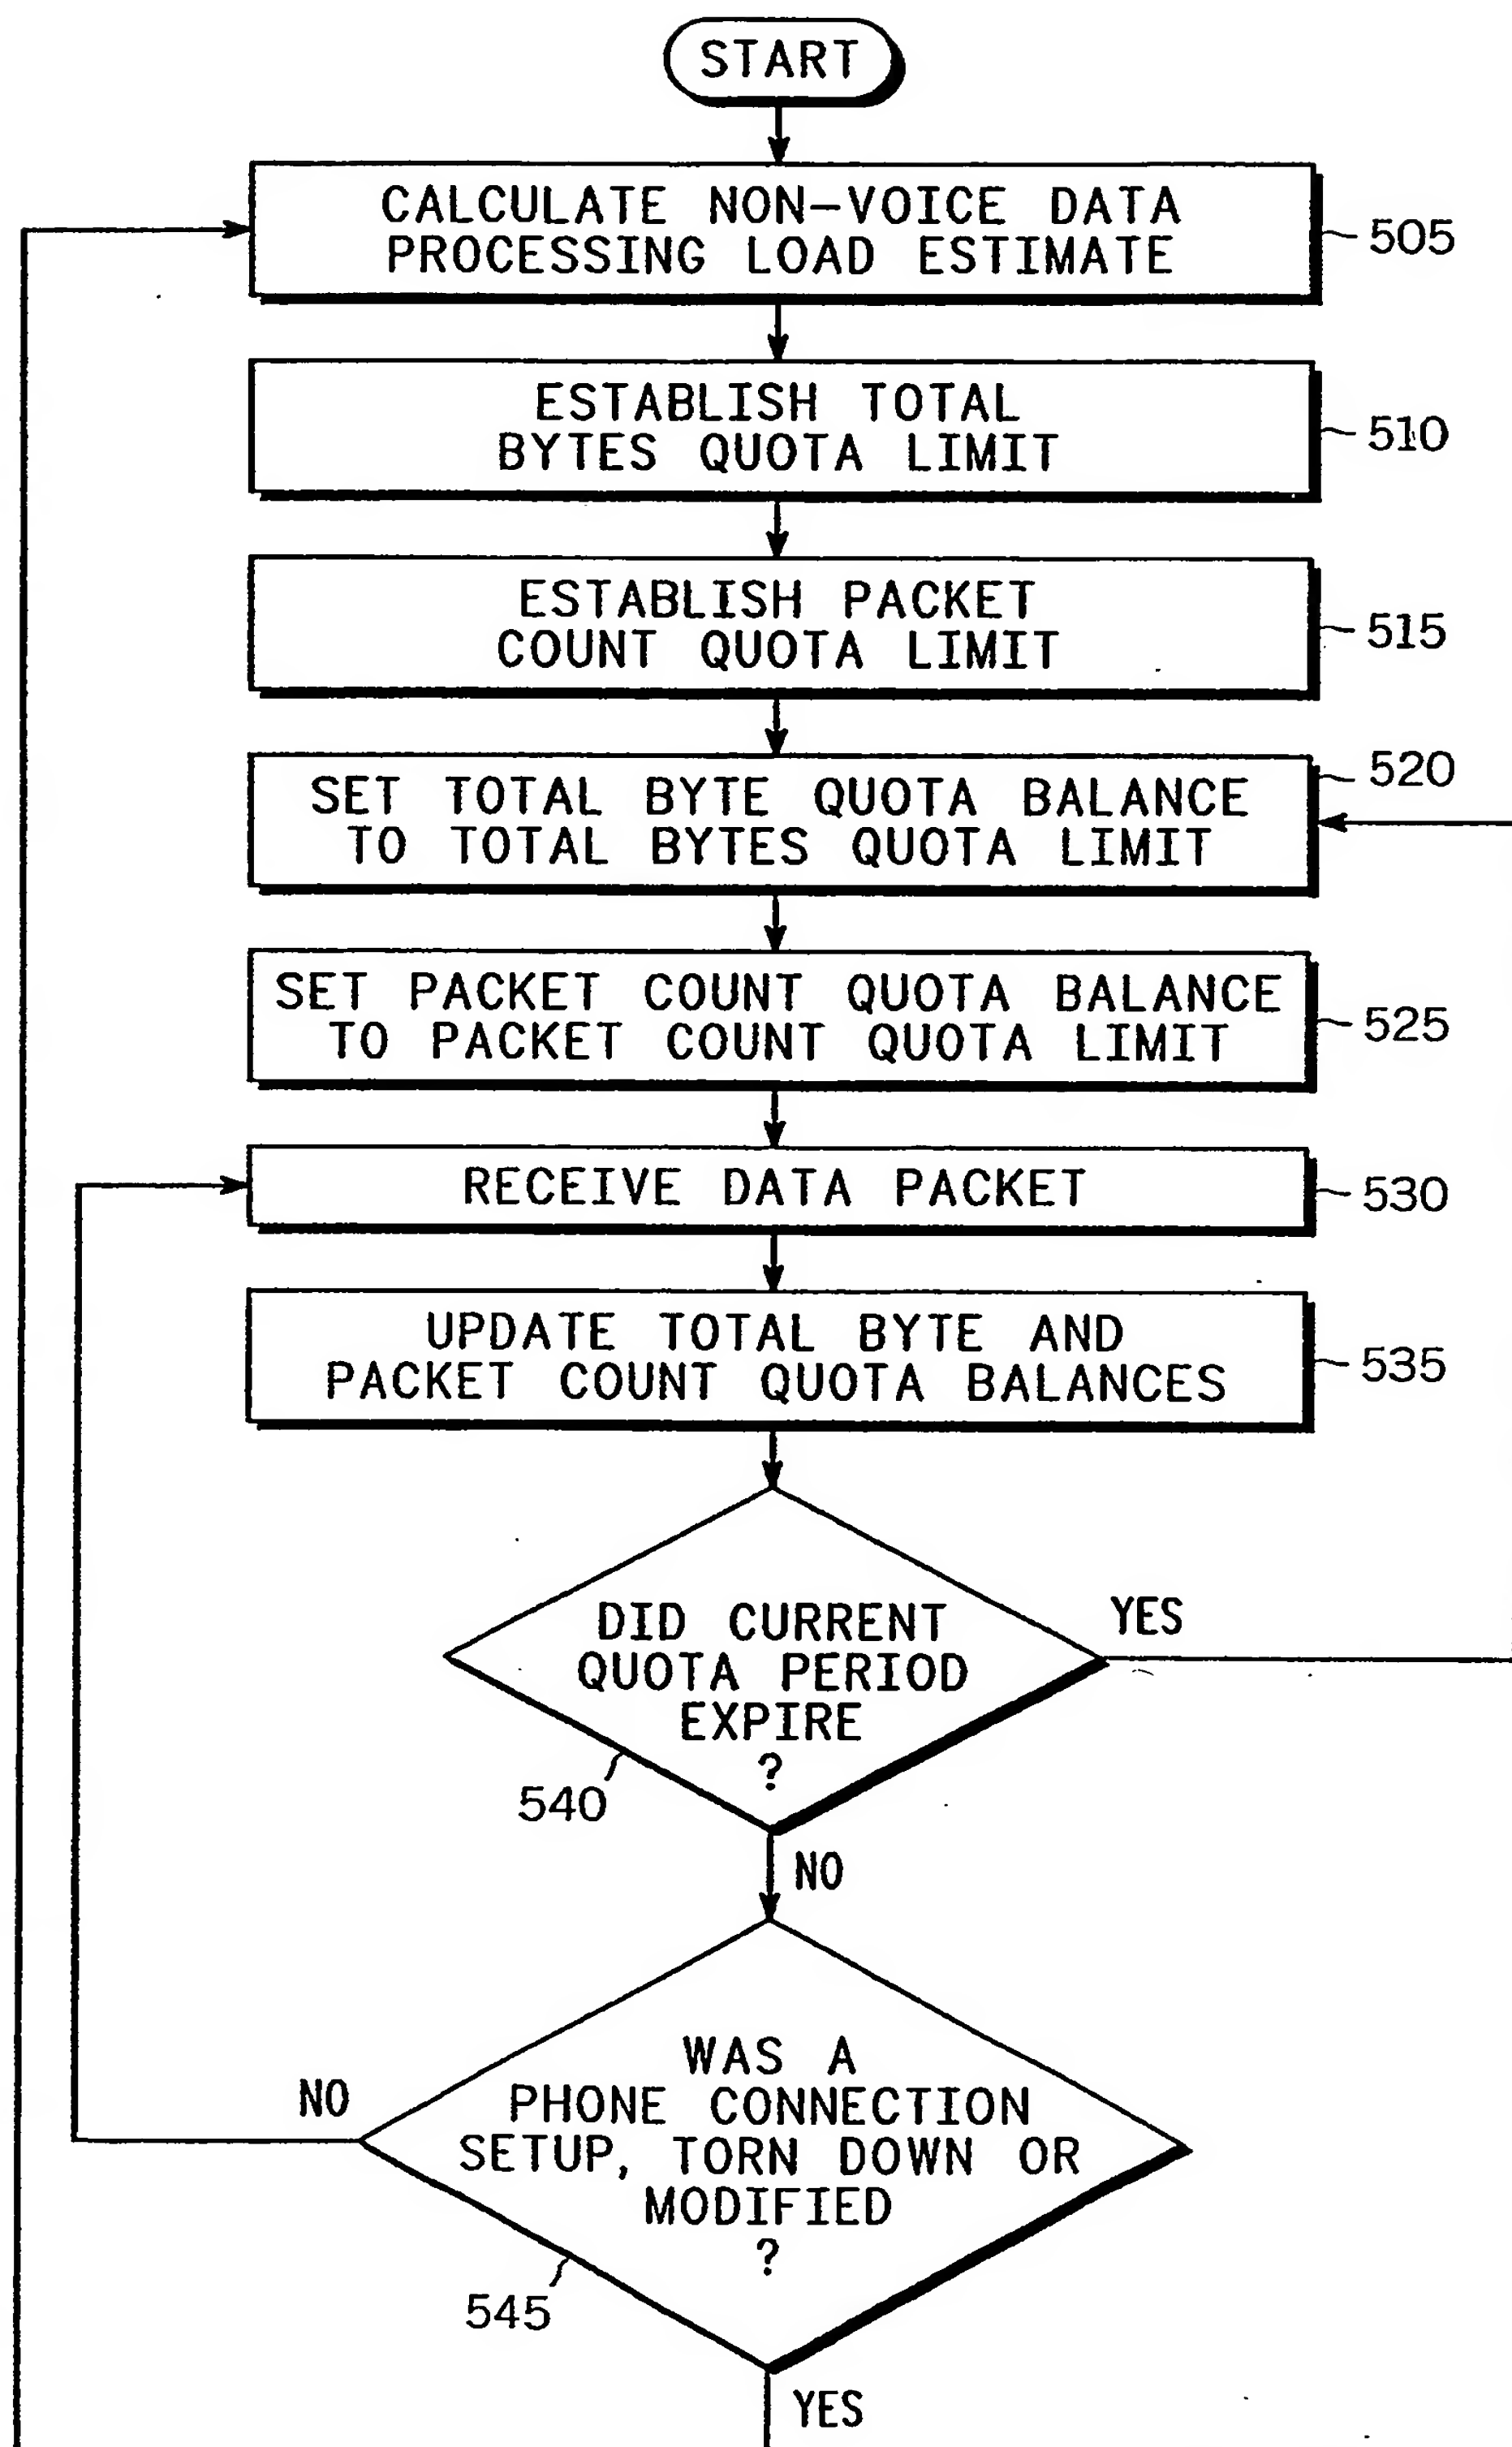 START
CALCULATE NON-VOICE DATA
PROCESSING LOAD ESTIMATE
505
ESTABLISH TOTAL
BYTES QUOTA LIMIT
510
ESTABLISH PACKET
COUNT QUOTA LIMIT
515
SET TOTAL BYTE QUOTA BALANCE
TO TOTAL BYTES QUOTA LIMIT
520
SET PACKET COUNT QUOTA BALANCE
TO PACKET COUNT QUOTA LIMIT
525
RECEIVE DATA PACKET
530
UPDATE TOTAL BYTE AND
PACKET COUNT QUOTA BALANCES
535
DID CURRENT
QUOTA PERIOD
EXPIRE
?
YES
540
NO
WAS A
PHONE CONNECTION
SETUP, TORN DOWN OR
MODIFIED
?
NO
545
YES